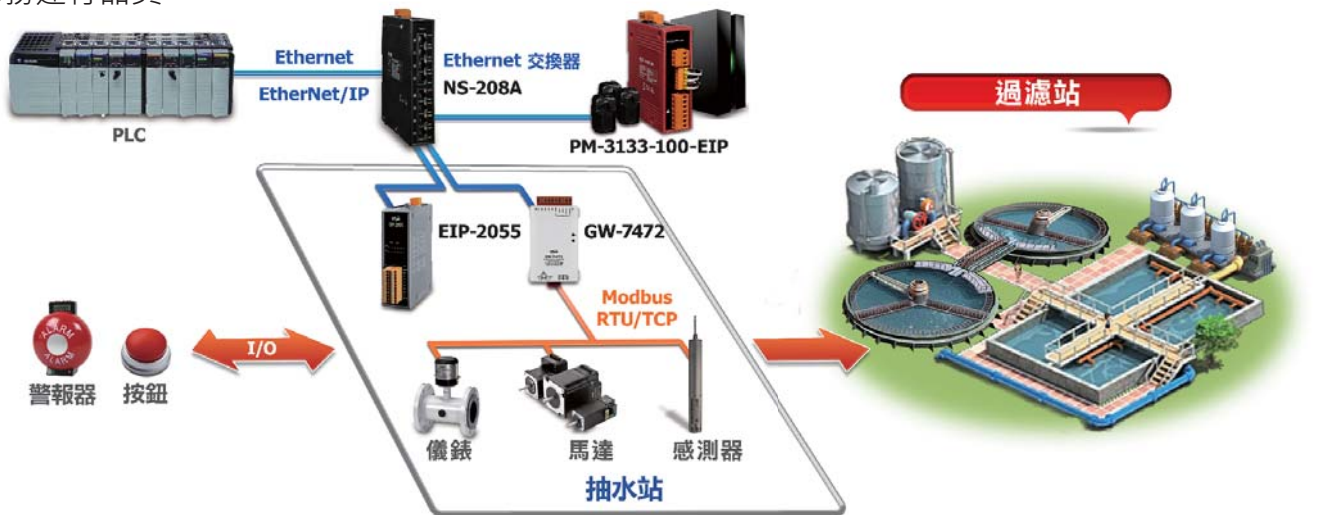 Ethernet
EtherNet/IP
PLC
Ethernet 交換器
NS-208A
PM-3133-100-EIP
過濾站
EIP-2055
GW-7472
Modbus
RTU/TCP
ALARM
ALARM
I/O
警報器
按鈕
儀錶
馬達
感測器
抽水站